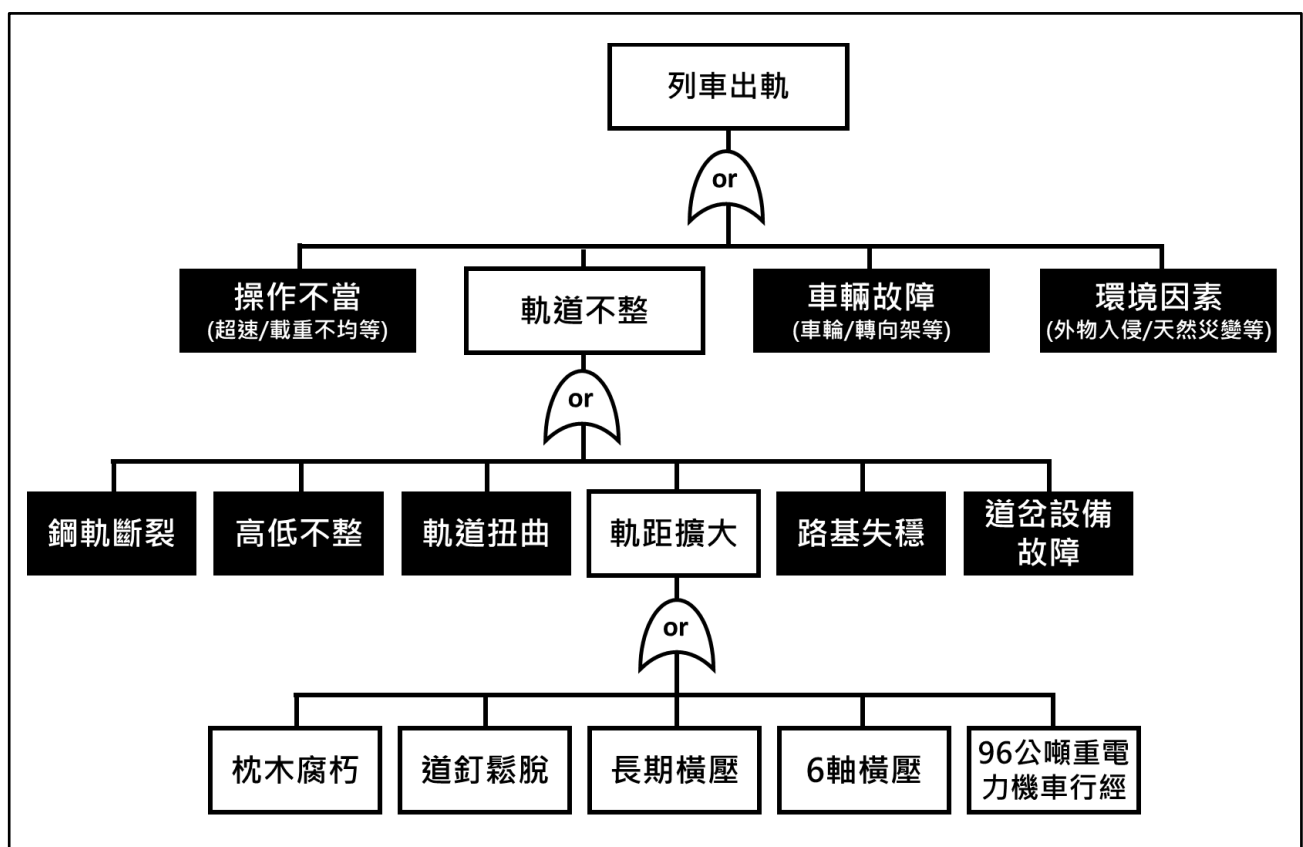 列車出軌
or
操作不當
(超速/載重不均等)
軌道不整
車輛故障
(車輪/轉向架等)
環境因素
(外物入侵/天然災變等)
or
鋼軌斷裂
高低不整
軌道扭曲
軌距擴大
路基失穩
道岔設備
故障
or
枕木腐朽
道釘鬆脫
長期橫壓
6軸橫壓
96公噸重電
力機車行經